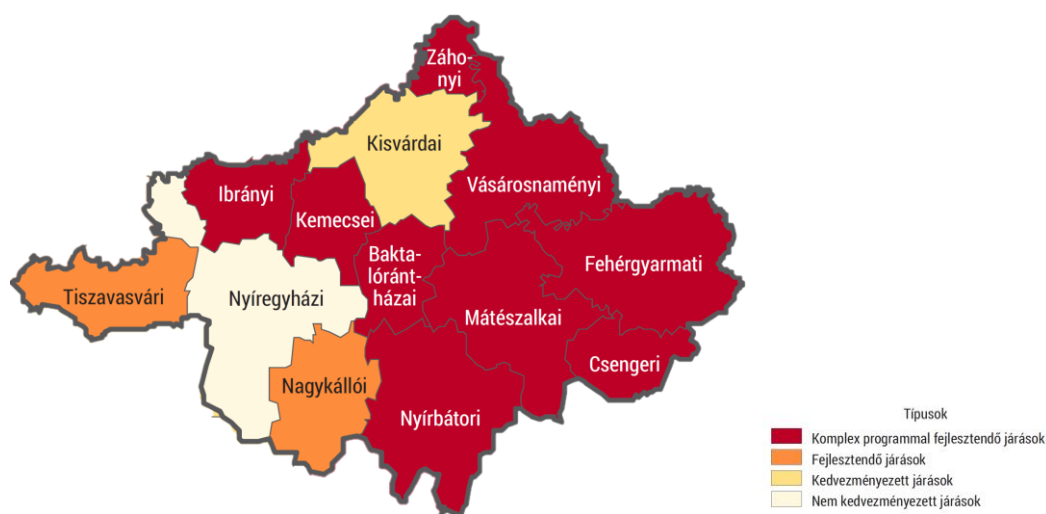 Záho-
nyi
Kisvárdai
Vásárosnaményi
Ibrányi
Kemecsei
Bakta-
lóránt-
házai
Fehérgyarmati
Tiszavasvári
Nyíregyházi
Mátészalkai
Csengeri
Nagykállói
Nyírbátori
Típusok
Komplex programmal fejlesztendő járások
Fejlesztendő járások
Kedvezményezett járások
Nem kedvezményezett járások